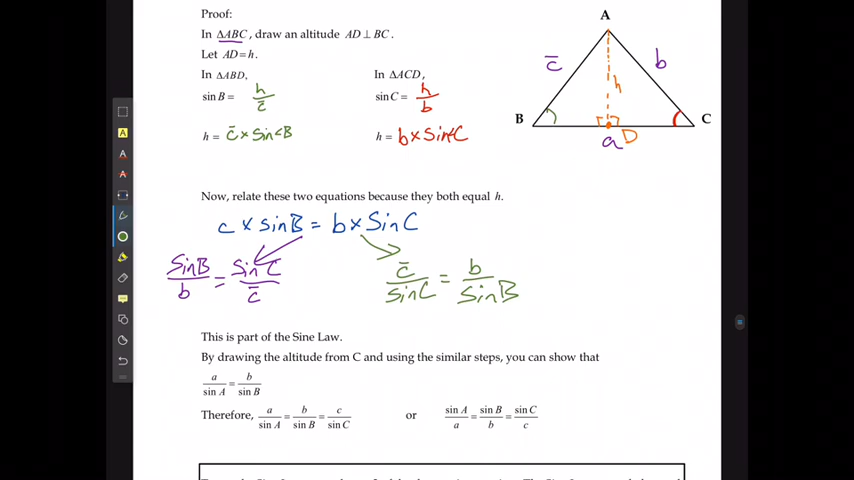 Proof:
In ΔABC, draw an altitude AD ⊥ BC.
Let AD = h.
In ΔABD,
sin B = h/c̄
h = c̄ × Sin<B
In ΔACD,
sin C = h/b
h = b × Sin<C
A
c̄
b
h
B
C
a
D
Now, relate these two equations because they both equal h.
c × sinB = b × SinC
SinB/b = SinC/c̄
c̄/SinC = b/SinB
This is part of the Sine Law.
By drawing the altitude from C and using the similar steps, you can show that
a/sin A = b/sin B
Therefore, a/sin A = b/sin B = c/sin C or sin A/a = sin B/b = sin C/c